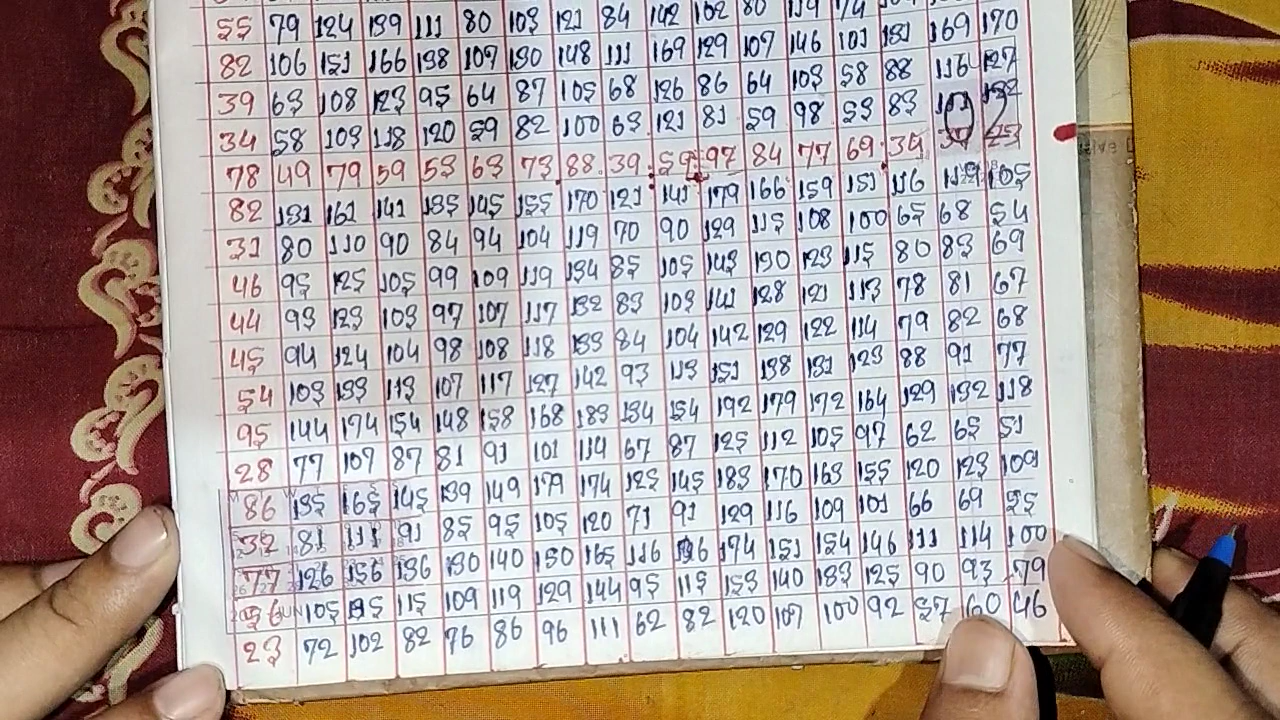 55 79 124 139 111 80 103 121 84 142 102 80 119 74
82 106 151 166 138 107 130 148 111 169 129 107 146 101 131 169 170
39 63 108 123 95 64 87 105 68 126 86 64 103 58 88 116 127
34 58 103 118 120 59 82 100 63 121 81 59 98 53 83 132
02
78 49 79 59 53 63 73 88 39 59 97 84 77 69 34 37 23
82 131 161 141 135 145 155 170 121 141 179 166 159 151 116 119 105
31 80 110 90 84 94 104 119 70 90 129 115 108 100 65 68 54
46 95 125 105 99 109 119 134 85 105 143 130 123 115 80 83 69
44 93 123 103 97 107 117 132 83 103 141 128 121 113 78 81 67
45 94 124 104 98 108 118 133 84 104 142 129 122 114 79 82 68
54 103 133 113 107 117 127 142 93 113 151 138 131 123 88 91 77
95 144 174 154 148 158 168 183 134 154 192 179 172 164 129 132 118
28 77 107 87 81 91 101 114 67 87 125 112 105 97 62 65 51
86 135 165 145 139 149 179 174 125 145 183 170 163 155 120 123 109
32 81 111 91 85 95 105 120 71 91 129 116 109 101 66 69 55
77 126 156 136 130 140 150 165 116 174 151 154 146 111 114 100
56 105 115 109 119 129 144 95 115 153 140 133 125 90 93 79
23 72 102 82 76 86 96 111 62 82 120 107 100 92 57 60 46